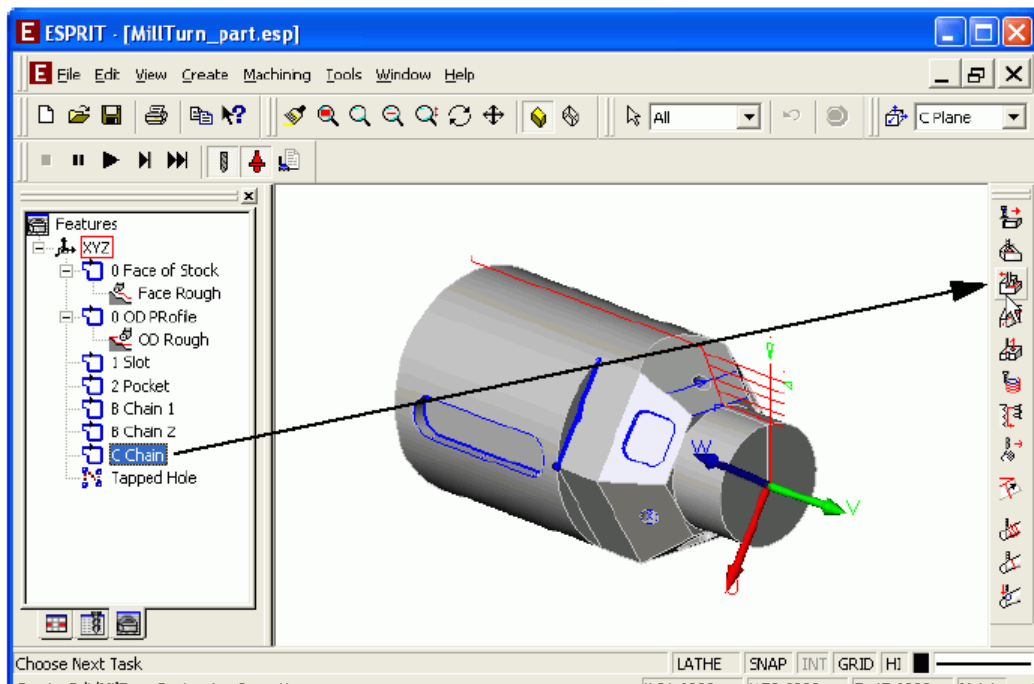 ESPRIT - [MillTurn_part.esp]
File Edit View Create Machining Tools Window Help
All
C Plane
Features
XYZ
0 Face of Stock
Face Rough
0 OD PRofile
OD Rough
1 Slot
2 Pocket
B Chain 1
B Chain 2
C Chain
Tapped Hole
W
V
U
Choose Next Task
LATHE SNAP INT GRID HI